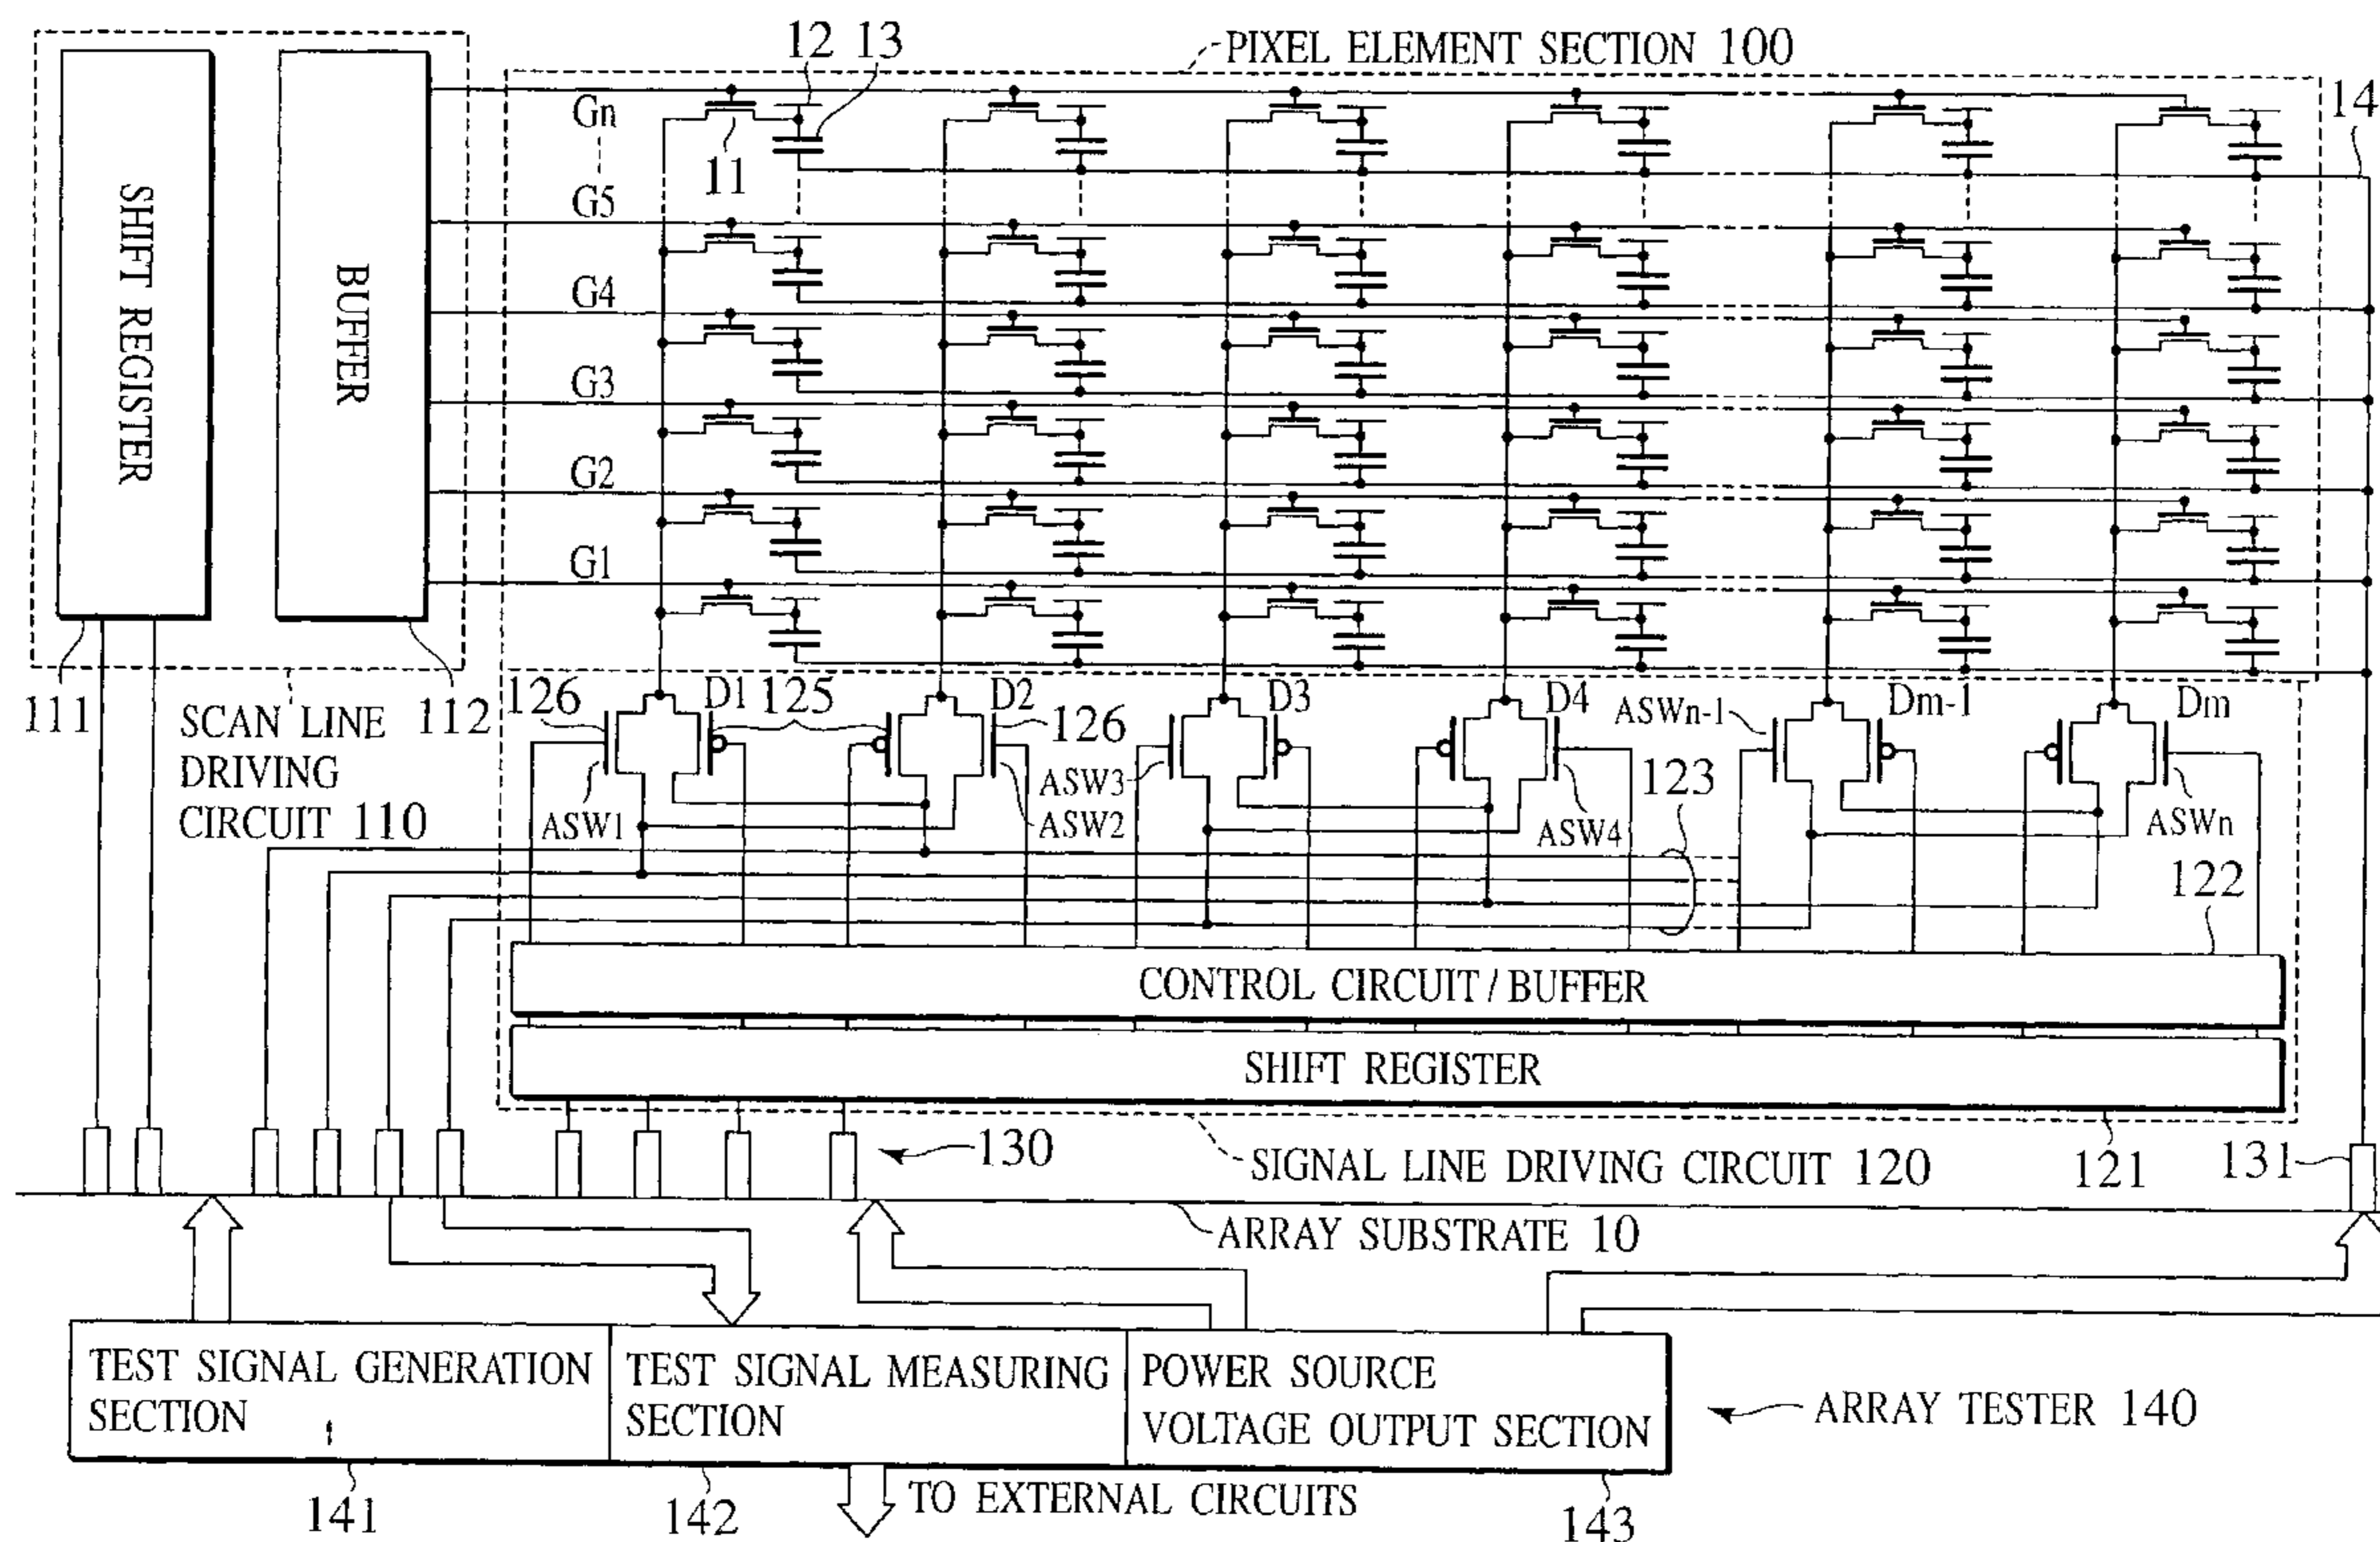 12 13
PIXEL ELEMENT SECTION 100
14
Gn
11
G5
G4
G3
G2
G1
SHIFT REGISTER
BUFFER
111
SCAN LINE
DRIVING
CIRCUIT 110
112
126
D1
125
D2
126
D3
D4
ASWn-1
Dm-1
Dm
ASW1
ASW2
ASW3
ASW4
123
ASWn
122
CONTROL CIRCUIT / BUFFER
SHIFT REGISTER
130
SIGNAL LINE DRIVING CIRCUIT 120
121
131
ARRAY SUBSTRATE 10
TEST SIGNAL GENERATION
SECTION
TEST SIGNAL MEASURING
SECTION
POWER SOURCE
VOLTAGE OUTPUT SECTION
ARRAY TESTER 140
141
142
TO EXTERNAL CIRCUITS
143